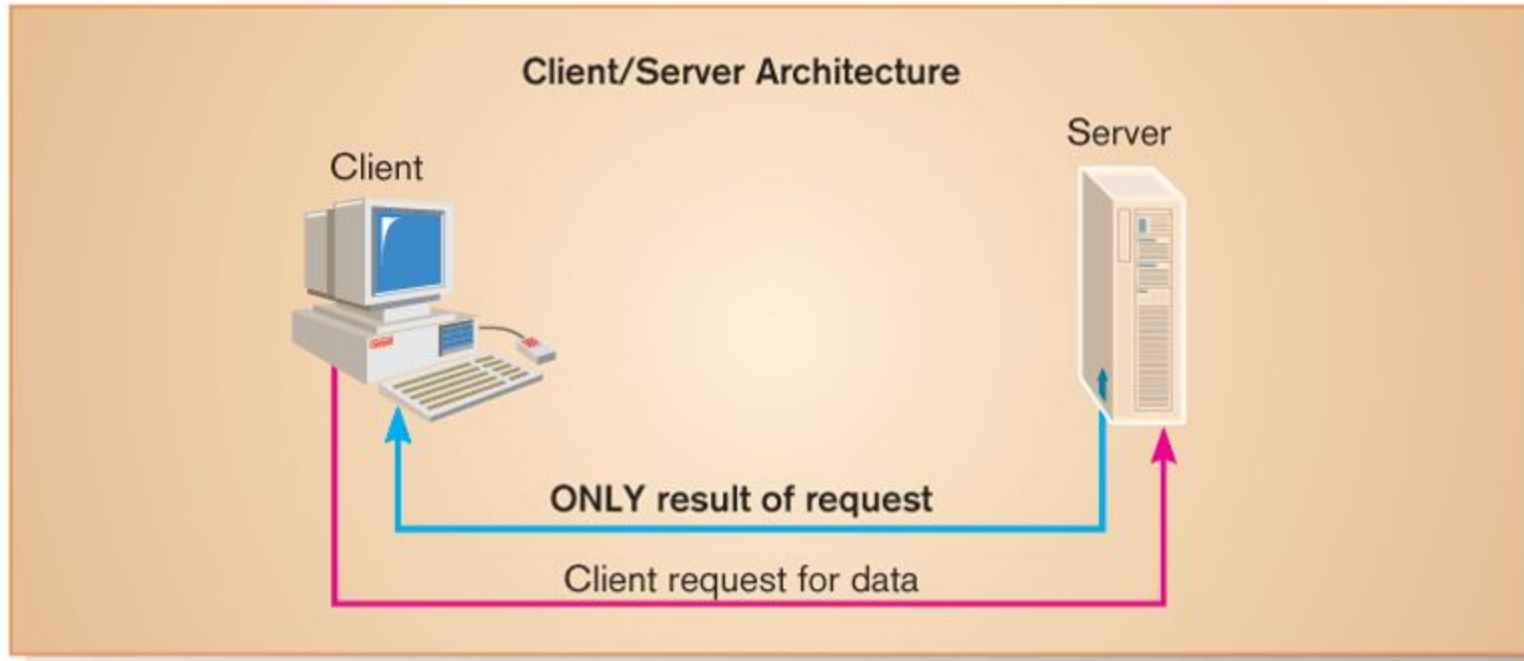 Client/Server Architecture
Client
Server
ONLY result of request
Client request for data